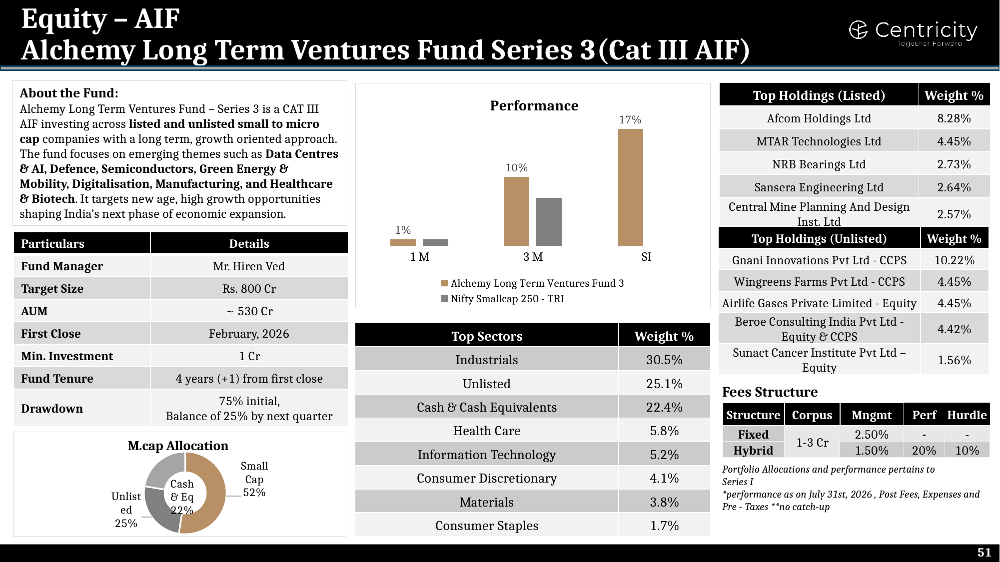 Equity – AIF
Alchemy Long Term Ventures Fund Series 3(Cat III AIF)
Centricity
Together Forward
About the Fund:
Alchemy Long Term Ventures Fund – Series 3 is a CAT III
AIF investing across listed and unlisted small to micro
cap companies with a long term, growth oriented approach.
The fund focuses on emerging themes such as Data Centres
& AI, Defence, Semiconductors, Green Energy &
Mobility, Digitalisation, Manufacturing, and Healthcare
& Biotech. It targets new age, high growth opportunities
shaping India’s next phase of economic expansion.
Particulars Details
Fund Manager Mr. Hiren Ved
Target Size Rs. 800 Cr
AUM ~ 530 Cr
First Close February, 2026
Min. Investment 1 Cr
Fund Tenure 4 years (+1) from first close
Drawdown 75% initial,
Balance of 25% by next quarter
M.cap Allocation
Small
Cap
52%
Cash
& Eq
22%
Unlist
ed
25%
Performance
17%
10%
1%
1 M 3 M SI
Alchemy Long Term Ventures Fund 3
Nifty Smallcap 250 - TRI
Top Sectors Weight %
Industrials 30.5%
Unlisted 25.1%
Cash & Cash Equivalents 22.4%
Health Care 5.8%
Information Technology 5.2%
Consumer Discretionary 4.1%
Materials 3.8%
Consumer Staples 1.7%
Top Holdings (Listed) Weight %
Afcom Holdings Ltd 8.28%
MTAR Technologies Ltd 4.45%
NRB Bearings Ltd 2.73%
Sansera Engineering Ltd 2.64%
Central Mine Planning And Design
Inst. Ltd 2.57%
Top Holdings (Unlisted) Weight %
Gnani Innovations Pvt Ltd - CCPS 10.22%
Wingreens Farms Pvt Ltd - CCPS 4.45%
Airlife Gases Private Limited - Equity 4.45%
Beroe Consulting India Pvt Ltd -
Equity & CCPS 4.42%
Sunact Cancer Institute Pvt Ltd –
Equity 1.56%
Fees Structure
Structure Corpus Mngmt Perf Hurdle
Fixed 1-3 Cr 2.50% - -
Hybrid 1.50% 20% 10%
Portfolio Allocations and performance pertains to
Series I
*performance as on July 31st, 2026 , Post Fees, Expenses and
Pre - Taxes **no catch-up
51